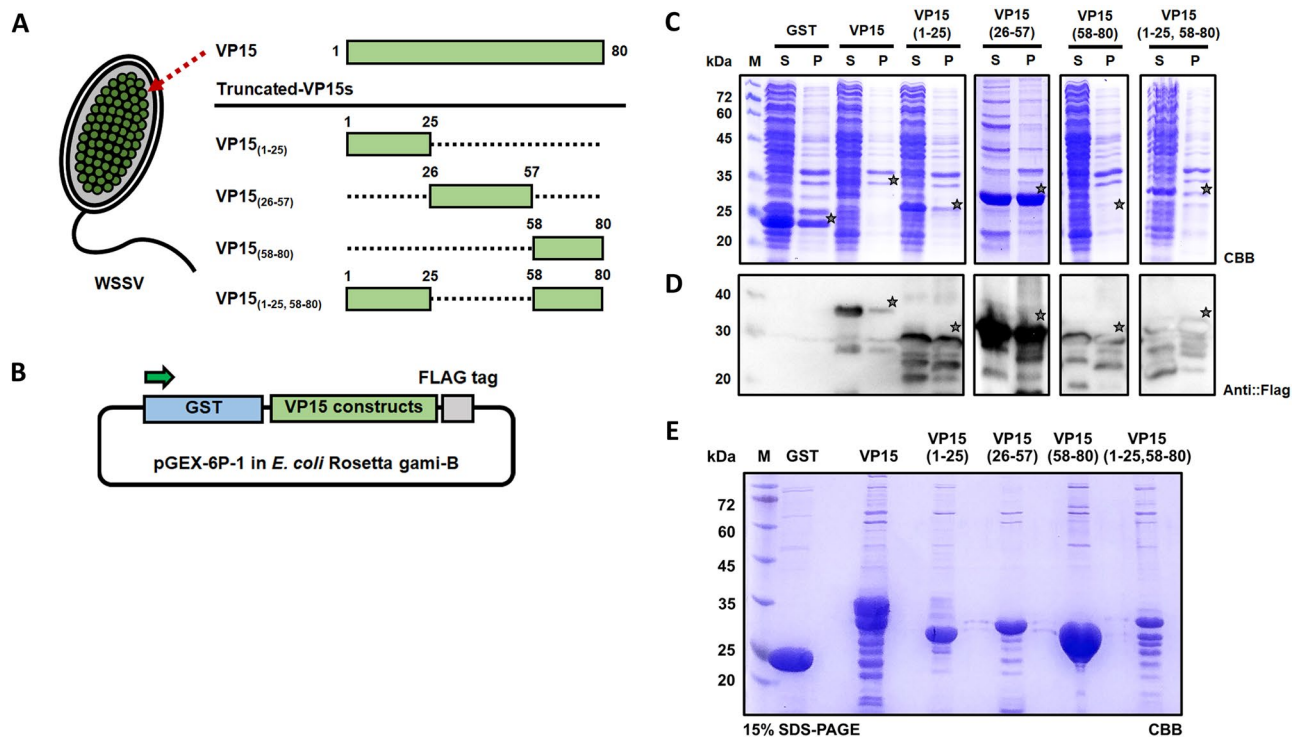 A
VP15
1
80
Truncated-VP15s
1
25
VP15(1-25)
26
57
VP15(26-57)
58
80
VP15(58-80)
1
25
58
80
VP15(1-25, 58-80)
WSSV
B
FLAG tag
GST
VP15 constructs
pGEX-6P-1 in E. coli Rosetta gami-B
C
GST
VP15
VP15
(1-25)
VP15
(26-57)
VP15
(58-80)
VP15
(1-25, 58-80)
kDa
M
S
P
S
P
S
P
S
P
S
P
S
P
72
60
45
35
25
20
CBB
D
40
30
20
Anti::Flag
E
kDa
M
GST
VP15
VP15
(1-25)
VP15
(26-57)
VP15
(58-80)
VP15
(1-25,58-80)
72
60
45
35
25
20
15% SDS-PAGE
CBB